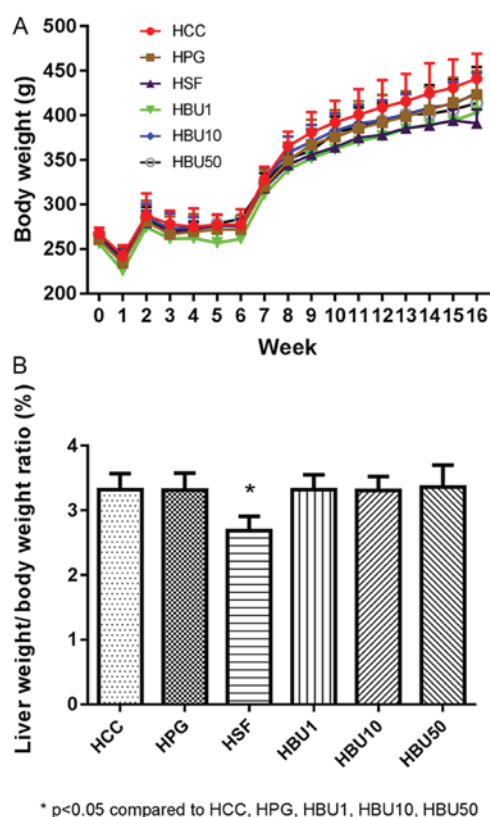 A
Body weight (g)
500
450
400
350
300
250
200
HCC
HPG
HSF
HBU1
HBU10
HBU50
0 1 2 3 4 5 6 7 8 9 10 11 12 13 14 15 16
Week
B
Liver weight/ body weight ratio (%)
4
3
2
1
0
*
HCC HPG HSF HBU1 HBU10 HBU50
* p<0.05 compared to HCC, HPG, HBU1, HBU10, HBU50